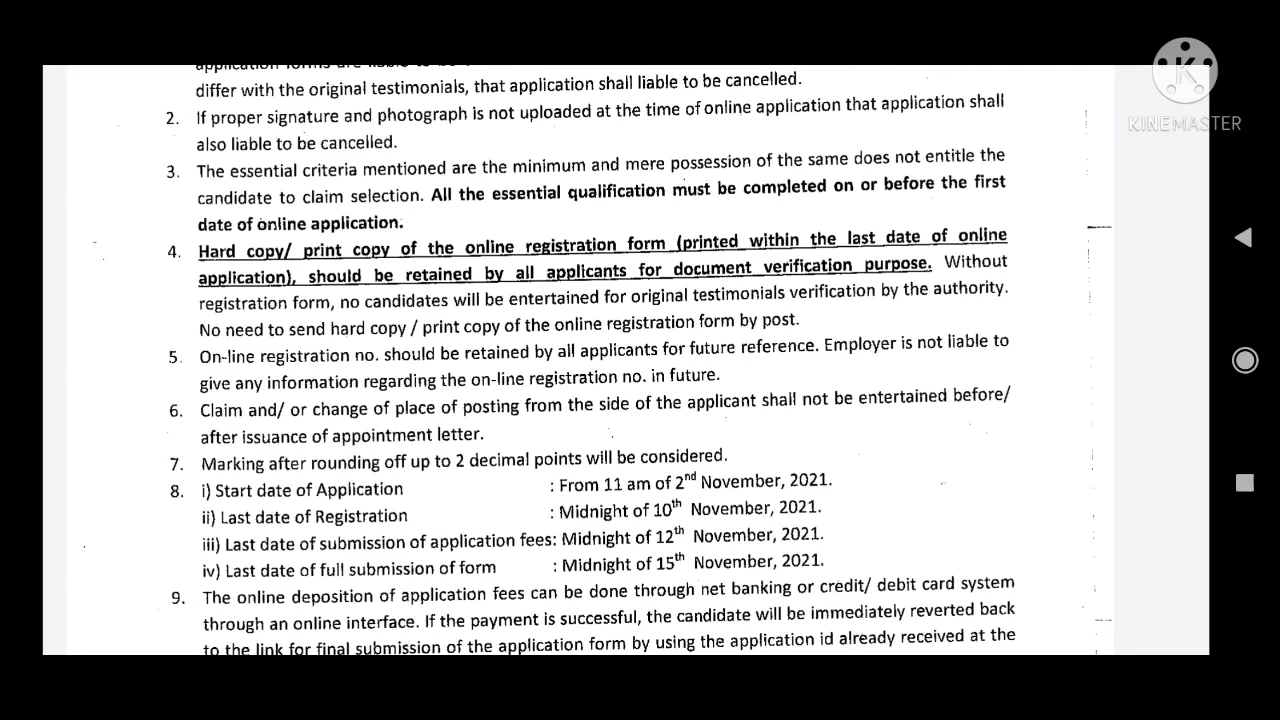 application forms are liable to be
differ with the original testimonials, that application shall liable to be cancelled.
2. If proper signature and photograph is not uploaded at the time of online application that application shall
also liable to be cancelled.
3. The essential criteria mentioned are the minimum and mere possession of the same does not entitle the
candidate to claim selection. All the essential qualification must be completed on or before the first
date of online application.
4. Hard copy/ print copy of the online registration form (printed within the last date of online
application), should be retained by all applicants for document verification purpose. Without
registration form, no candidates will be entertained for original testimonials verification by the authority.
No need to send hard copy / print copy of the online registration form by post.
5. On-line registration no. should be retained by all applicants for future reference. Employer is not liable to
give any information regarding the on-line registration no. in future.
6. Claim and/ or change of place of posting from the side of the applicant shall not be entertained before/
after issuance of appointment letter.
7. Marking after rounding off up to 2 decimal points will be considered.
8. i) Start date of Application : From 11 am of 2nd November, 2021.
ii) Last date of Registration : Midnight of 10th November, 2021.
iii) Last date of submission of application fees: Midnight of 12th November, 2021.
iv) Last date of full submission of form : Midnight of 15th November, 2021.
9. The online deposition of application fees can be done through net banking or credit/ debit card system
through an online interface. If the payment is successful, the candidate will be immediately reverted back
to the link for final submission of the application form by using the application id already received at the
K
KINEMASTER